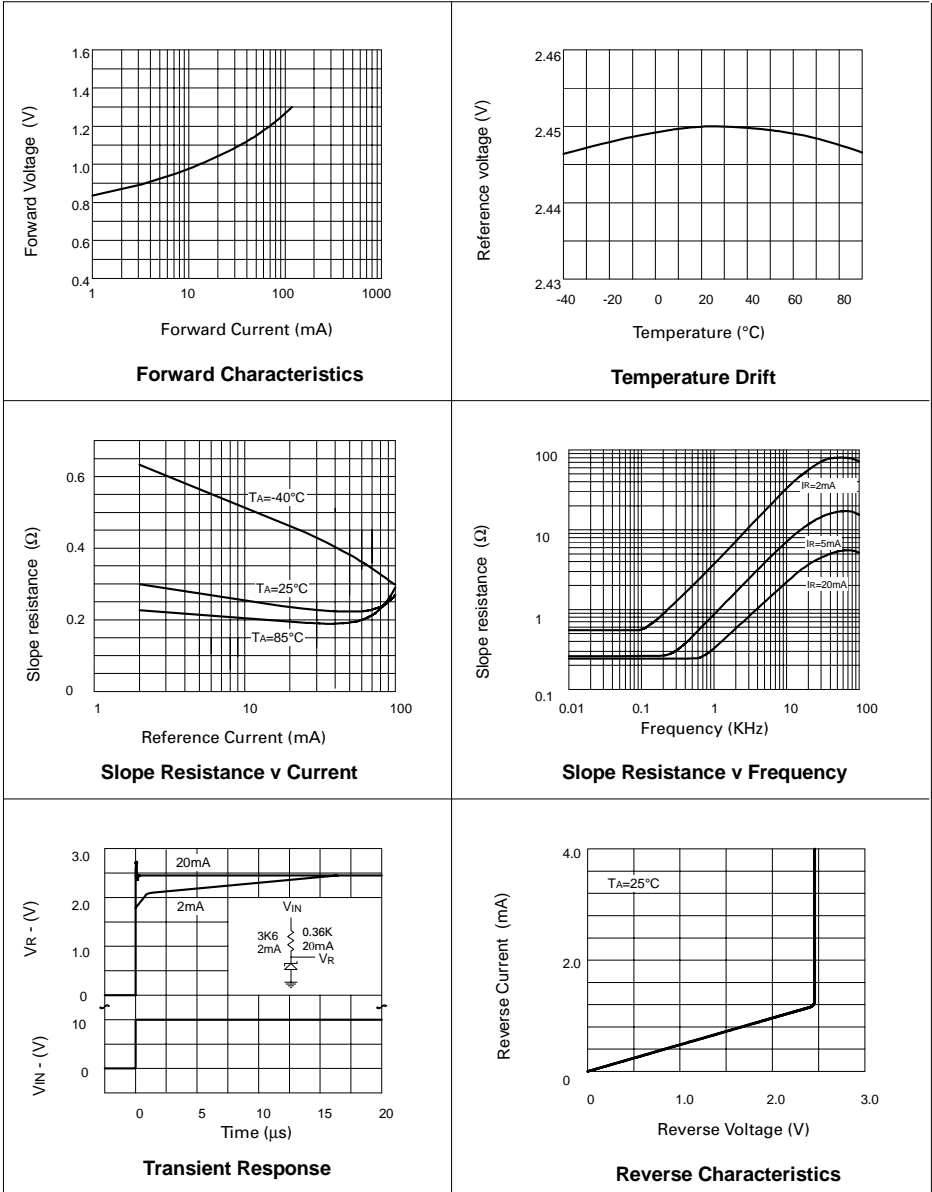 1.6
1.4
1.2
1.0
0.8
0.6
0.4
1 10 100 1000
Forward Voltage (V)
Forward Current (mA)
Forward Characteristics
2.46
2.45
2.44
2.43
-40 -20 0 20 40 60 80
Reference voltage (V)
Temperature (°C)
Temperature Drift
0.6
0.4
0.2
0
1 10 100
TA=-40°C
TA=25°C
TA=85°C
Slope resistance (Ω)
Reference Current (mA)
Slope Resistance v Current
100
10
1
0.1
0.01 0.1 1 10 100
IR=2mA
IR=5mA
IR=20mA
Slope resistance (Ω)
Frequency (KHz)
Slope Resistance v Frequency
3.0
2.0
1.0
0
10
0
20mA
2mA
VIN
3K6 0.36K
2mA 20mA
VR
VR - (V)
VIN - (V)
0 5 10 15 20
Time (µs)
Transient Response
4.0
2.0
0
TA=25°C
Reverse Current (mA)
0 1.0 2.0 3.0
Reverse Voltage (V)
Reverse Characteristics